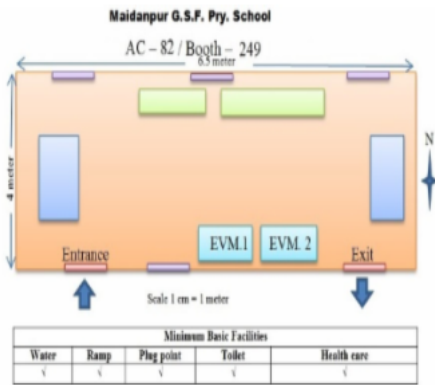 Maidanpur G.S.F. Pry. School
AC – 82 / Booth – 249
6.5 meter
4 meter
N
EVM.1 EVM. 2
Entrance Exit
Scale 1 cm = 1 meter
Minimum Basic Facilities
Water Ramp Plug point Toilet Health care
√ √ √ √ √